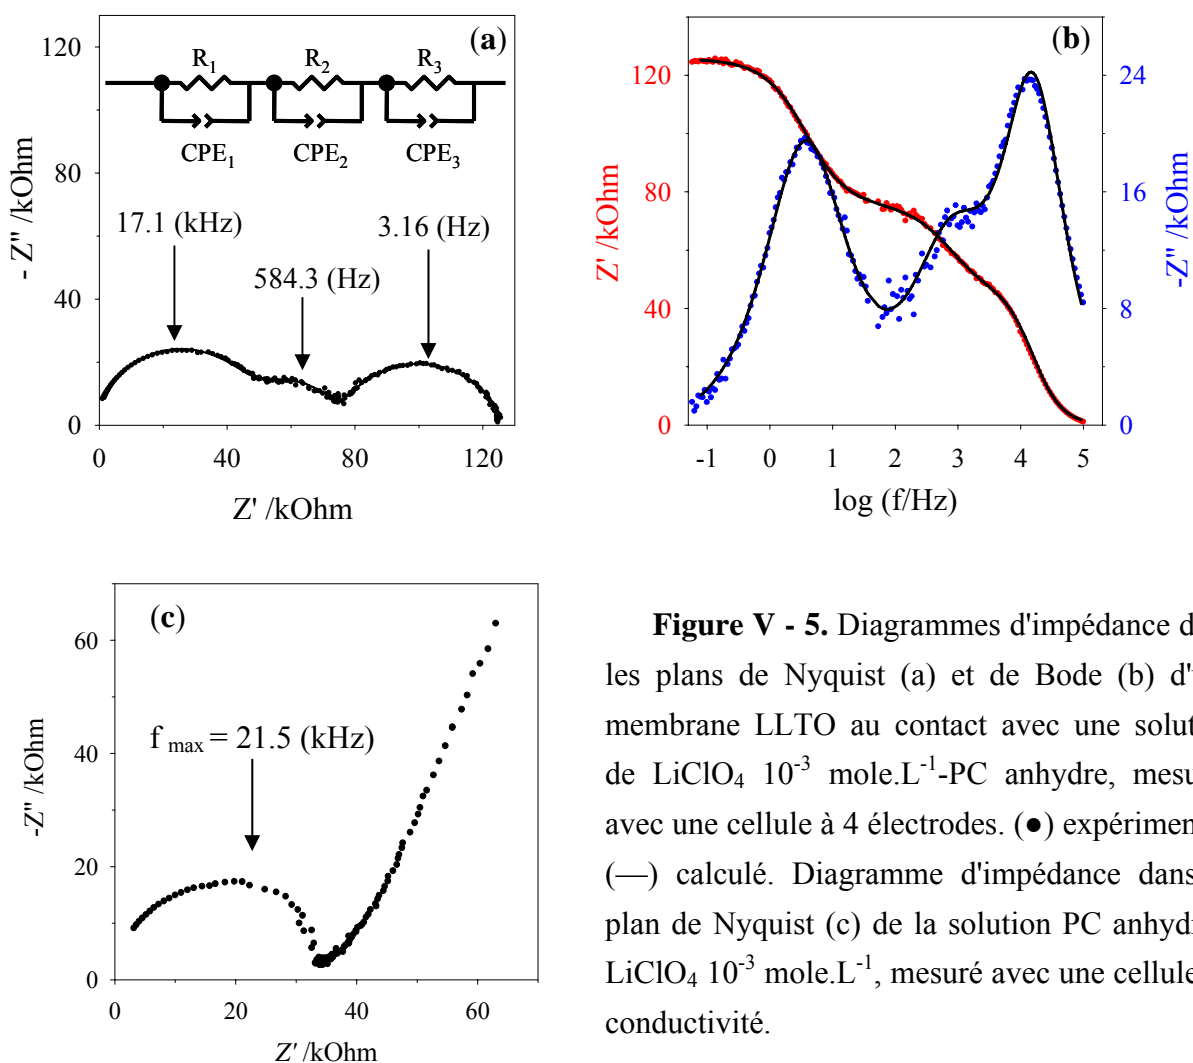 (a)
R1 R2 R3
CPE1 CPE2 CPE3
17.1 (kHz)
584.3 (Hz)
3.16 (Hz)
- Z" /kOhm
120
80
40
0
0 40 80 120
Z' /kOhm
(b)
Z' /kOhm
120
80
40
0
24
16
8
0
-Z" /kOhm
-1 0 1 2 3 4 5
log (f/Hz)
(c)
f max = 21.5 (kHz)
-Z" /kOhm
60
40
20
0
0 20 40 60
Z' /kOhm
Figure V - 5. Diagrammes d'impédance d
les plans de Nyquist (a) et de Bode (b) d'
membrane LLTO au contact avec une solut
de LiClO4 10-3 mole.L-1-PC anhydre, mesu
avec une cellule à 4 électrodes. (●) expérimen
(—) calculé. Diagramme d'impédance dans
plan de Nyquist (c) de la solution PC anhyd
LiClO4 10-3 mole.L-1, mesuré avec une cellule
conductivité.